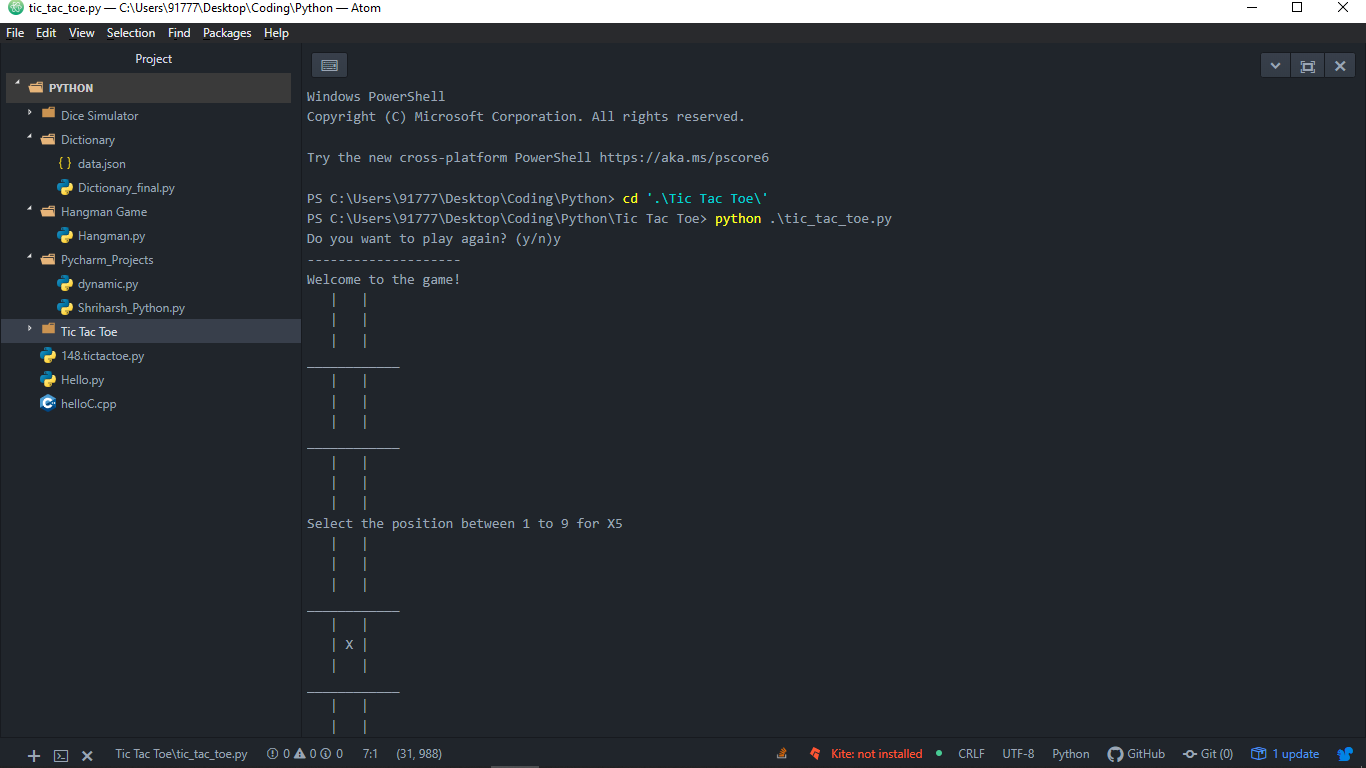 tic_tac_toe.py — C:\Users\91777\Desktop\Coding\Python — Atom
File Edit View Selection Find Packages Help
Project
PYTHON
Dice Simulator
Dictionary
{ } data.json
Dictionary_final.py
Hangman Game
Hangman.py
Pycharm_Projects
dynamic.py
Shriharsh_Python.py
Tic Tac Toe
148.tictactoe.py
Hello.py
helloC.cpp
Windows PowerShell
Copyright (C) Microsoft Corporation. All rights reserved.
Try the new cross-platform PowerShell https://aka.ms/pscore6
PS C:\Users\91777\Desktop\Coding\Python> cd '.\Tic Tac Toe\'
PS C:\Users\91777\Desktop\Coding\Python\Tic Tac Toe> python .\tic_tac_toe.py
Do you want to play again? (y/n)y
--------------------
Welcome to the game!
   |   |
   |   |
   |   |
____________
   |   |
   |   |
   |   |
____________
   |   |
   |   |
   |   |
Select the position between 1 to 9 for X5
   |   |
   |   |
   |   |
____________
   |   |
   | X |
   |   |
____________
   |   |
   |   |
Tic Tac Toe\tic_tac_toe.py 0 0 0 7:1 (31, 988) Kite: not installed CRLF UTF-8 Python GitHub Git (0) 1 update